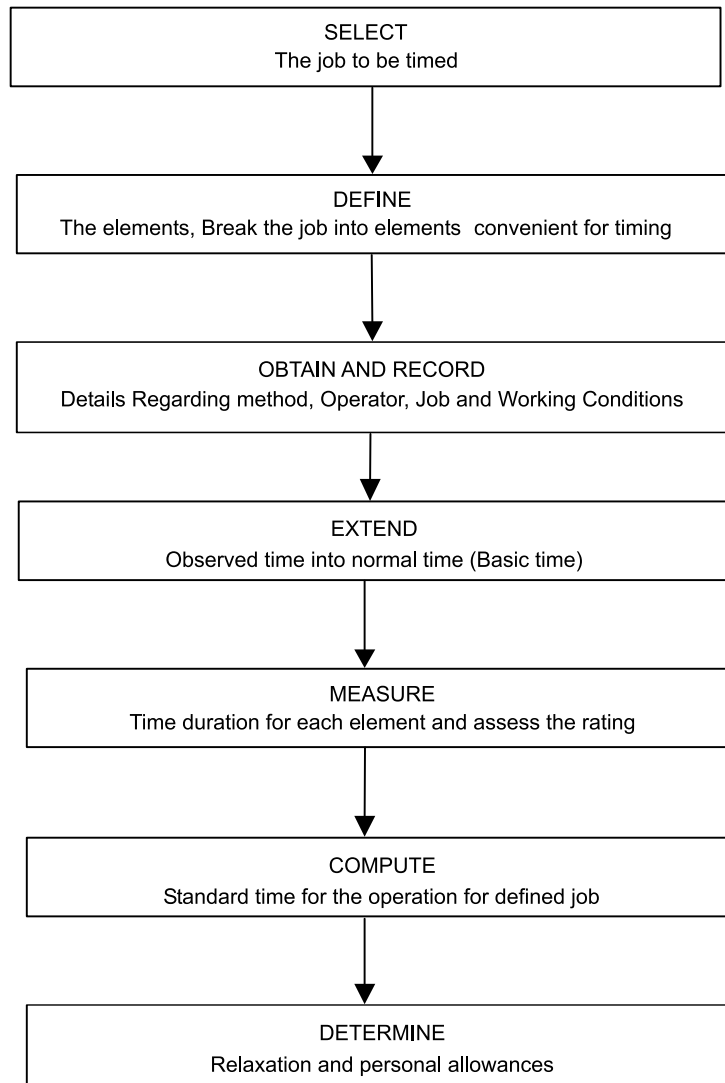 SELECT
The job to be timed
DEFINE
The elements, Break the job into elements convenient for timing
OBTAIN AND RECORD
Details Regarding method, Operator, Job and Working Conditions
EXTEND
Observed time into normal time (Basic time)
MEASURE
Time duration for each element and assess the rating
COMPUTE
Standard time for the operation for defined job
DETERMINE
Relaxation and personal allowances